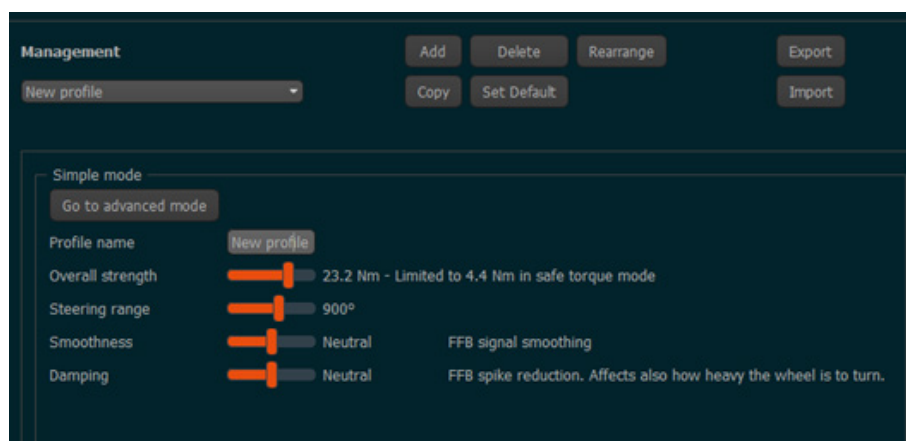 Management
Add
Delete
Rearrange
Export
New profile
Copy
Set Default
Import
Simple mode
Go to advanced mode
Profile name
New profile
Overall strength
23.2 Nm - Limited to 4.4 Nm in safe torque mode
Steering range
900°
Smoothness
Neutral
FFB signal smoothing
Damping
Neutral
FFB spike reduction. Affects also how heavy the wheel is to turn.